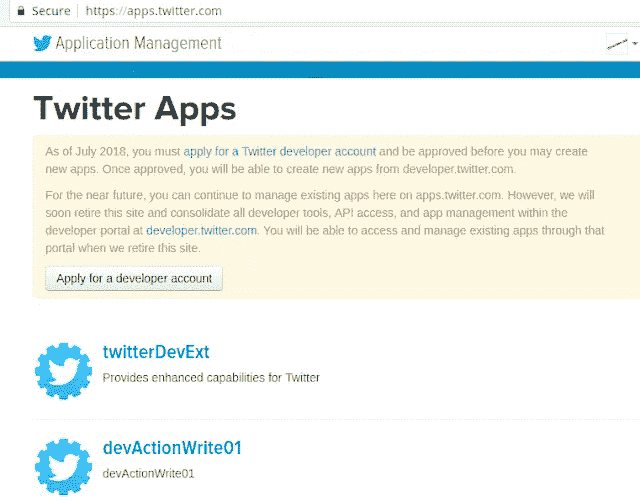 Secure https://apps.twitter.com
Application Management
Twitter Apps
As of July 2018, you must apply for a Twitter developer account and be approved before you may create
new apps. Once approved, you will be able to create new apps from developer.twitter.com.
For the near future, you can continue to manage existing apps here on apps.twitter.com. However, we will
soon retire this site and consolidate all developer tools, API access, and app management within the
developer portal at developer.twitter.com. You will be able to access and manage existing apps through that
portal when we retire this site.
Apply for a developer account
twitterDevExt
Provides enhanced capabilities for Twitter
devActionWrite01
devActionWrite01